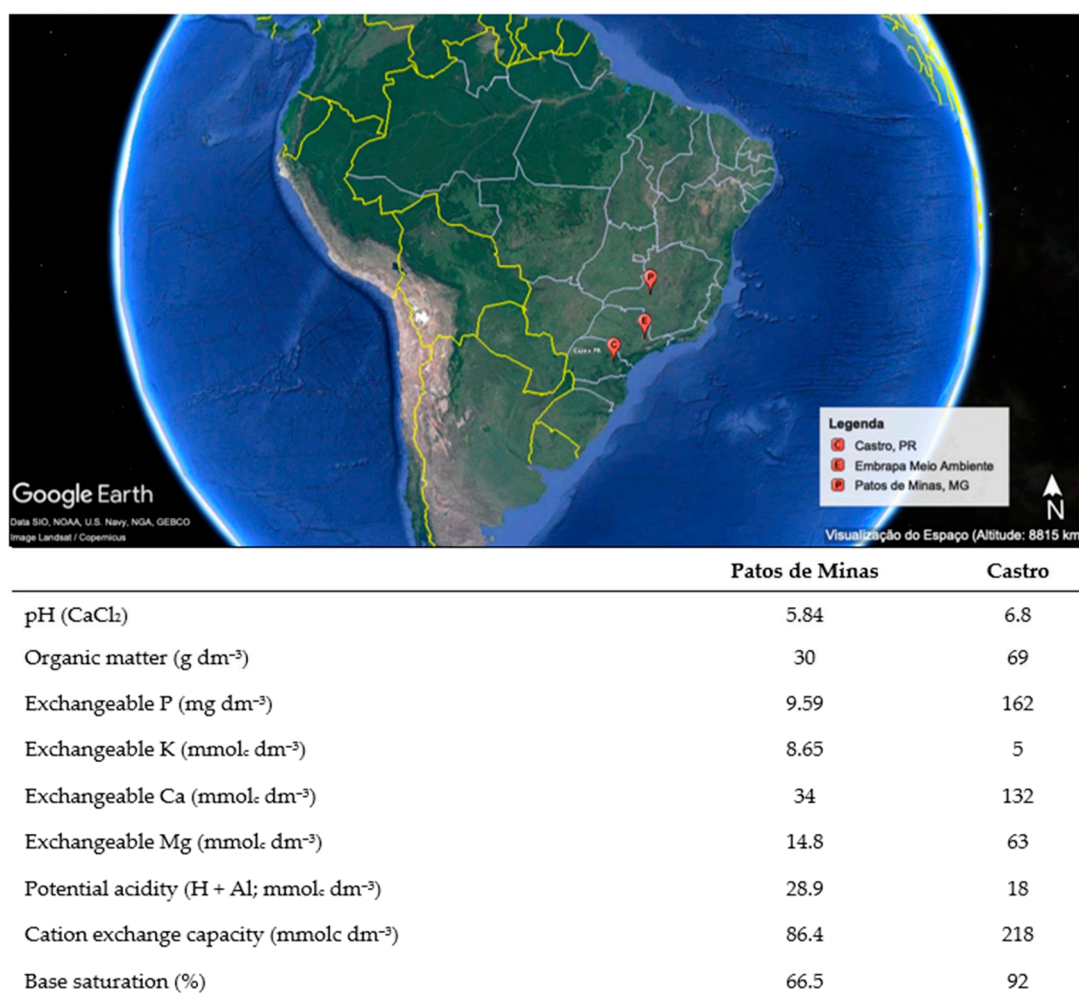 Legenda
C Castro, PR
E Embrapa Meio Ambiente
P Patos de Minas, MG
P
E
C
Google Earth
Data SIO, NOAA, U.S. Navy, NGA, GEBCO
Image Landsat / Copernicus
N
Visualização do Espaço (Altitude: 8815 km
Patos de Minas Castro
pH (CaCl₂) 5.84 6.8
Organic matter (g dm⁻³) 30 69
Exchangeable P (mg dm⁻³) 9.59 162
Exchangeable K (mmolc dm⁻³) 8.65 5
Exchangeable Ca (mmolc dm⁻³) 34 132
Exchangeable Mg (mmolc dm⁻³) 14.8 63
Potential acidity (H + Al; mmolc dm⁻³) 28.9 18
Cation exchange capacity (mmolc dm⁻³) 86.4 218
Base saturation (%) 66.5 92